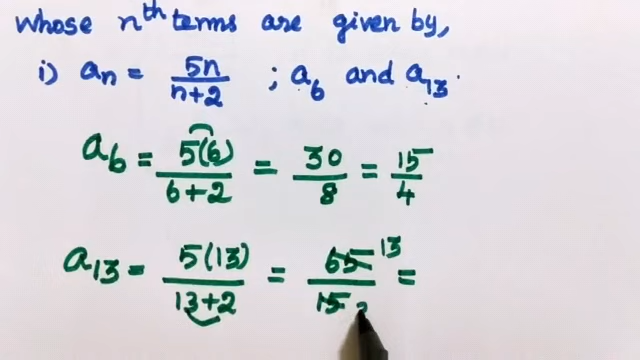 whose nth terms are given by,
i) an = 5n/n+2 ; a6 and a13.
a6 = 5(6)/6+2 = 30/8 = 15/4
a13 = 5(13)/13+2 = 65/15 13 =